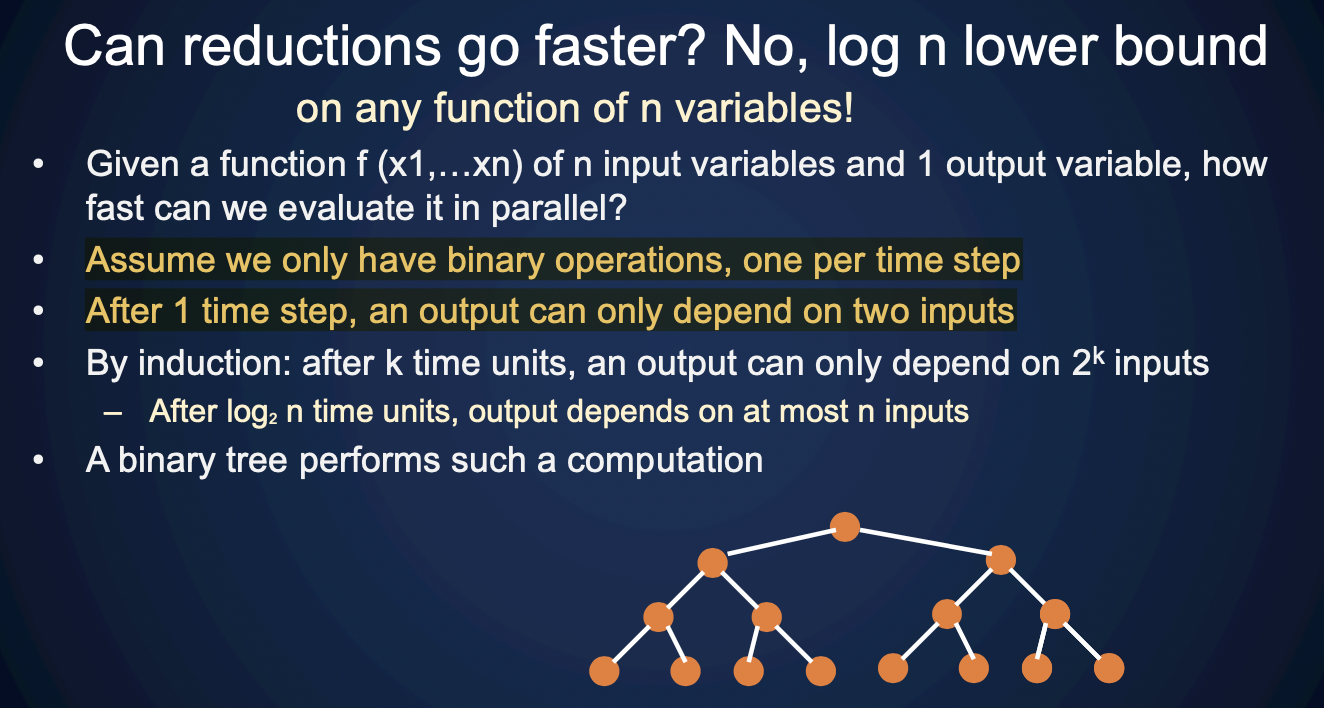 Can reductions go faster? No, log n lower bound
on any function of n variables!
• Given a function f (x1,…xn) of n input variables and 1 output variable, how
fast can we evaluate it in parallel?
• Assume we only have binary operations, one per time step
• After 1 time step, an output can only depend on two inputs
• By induction: after k time units, an output can only depend on 2ᵏ inputs
– After log₂ n time units, output depends on at most n inputs
• A binary tree performs such a computation